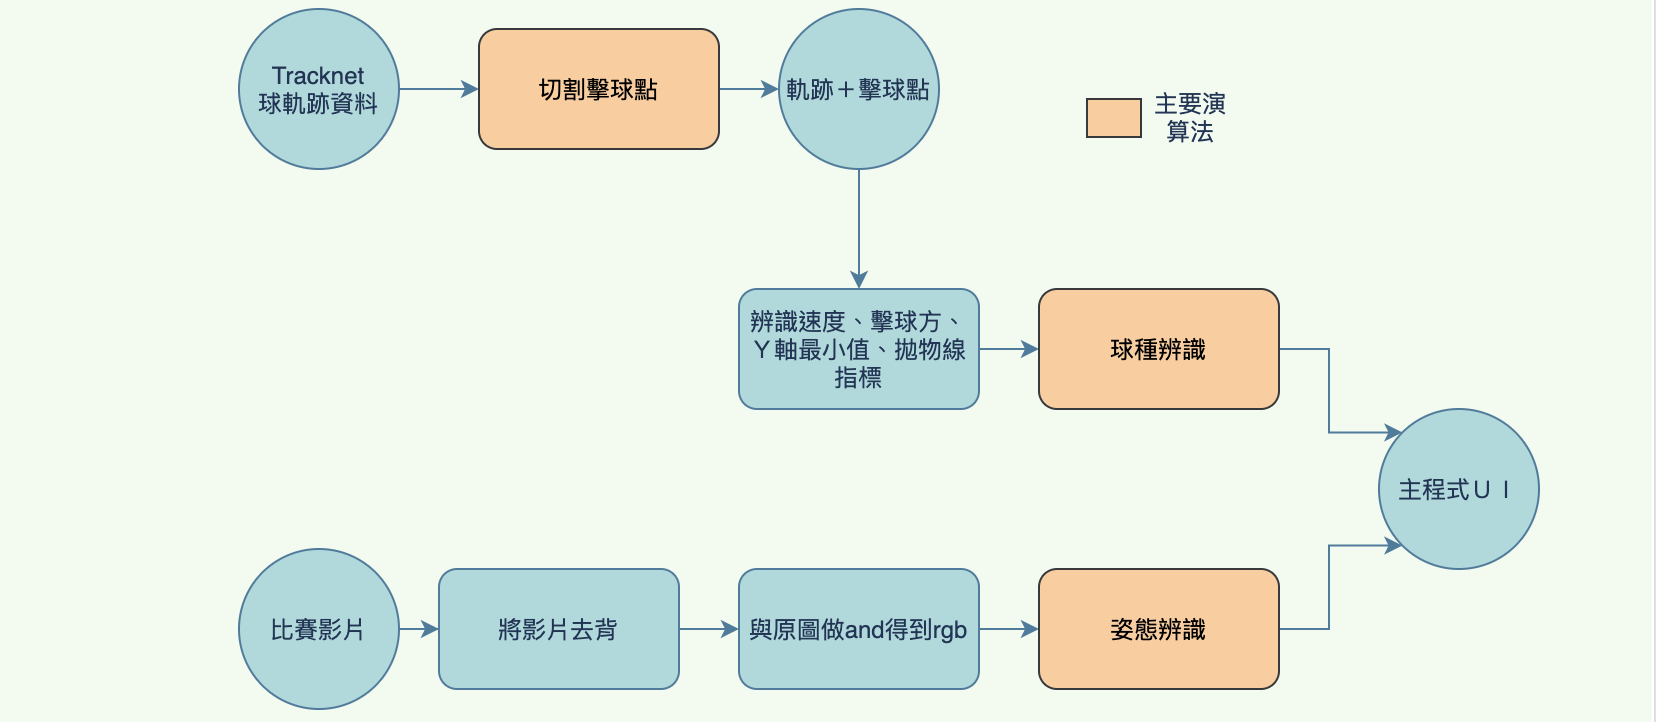 Tracknet
球軌跡資料
切割擊球點
軌跡＋擊球點
主要演
算法
辨識速度、擊球方、
Ｙ軸最小值、拋物線
指標
球種辨識
主程式ＵＩ
比賽影片
將影片去背
與原圖做and得到rgb
姿態辨識